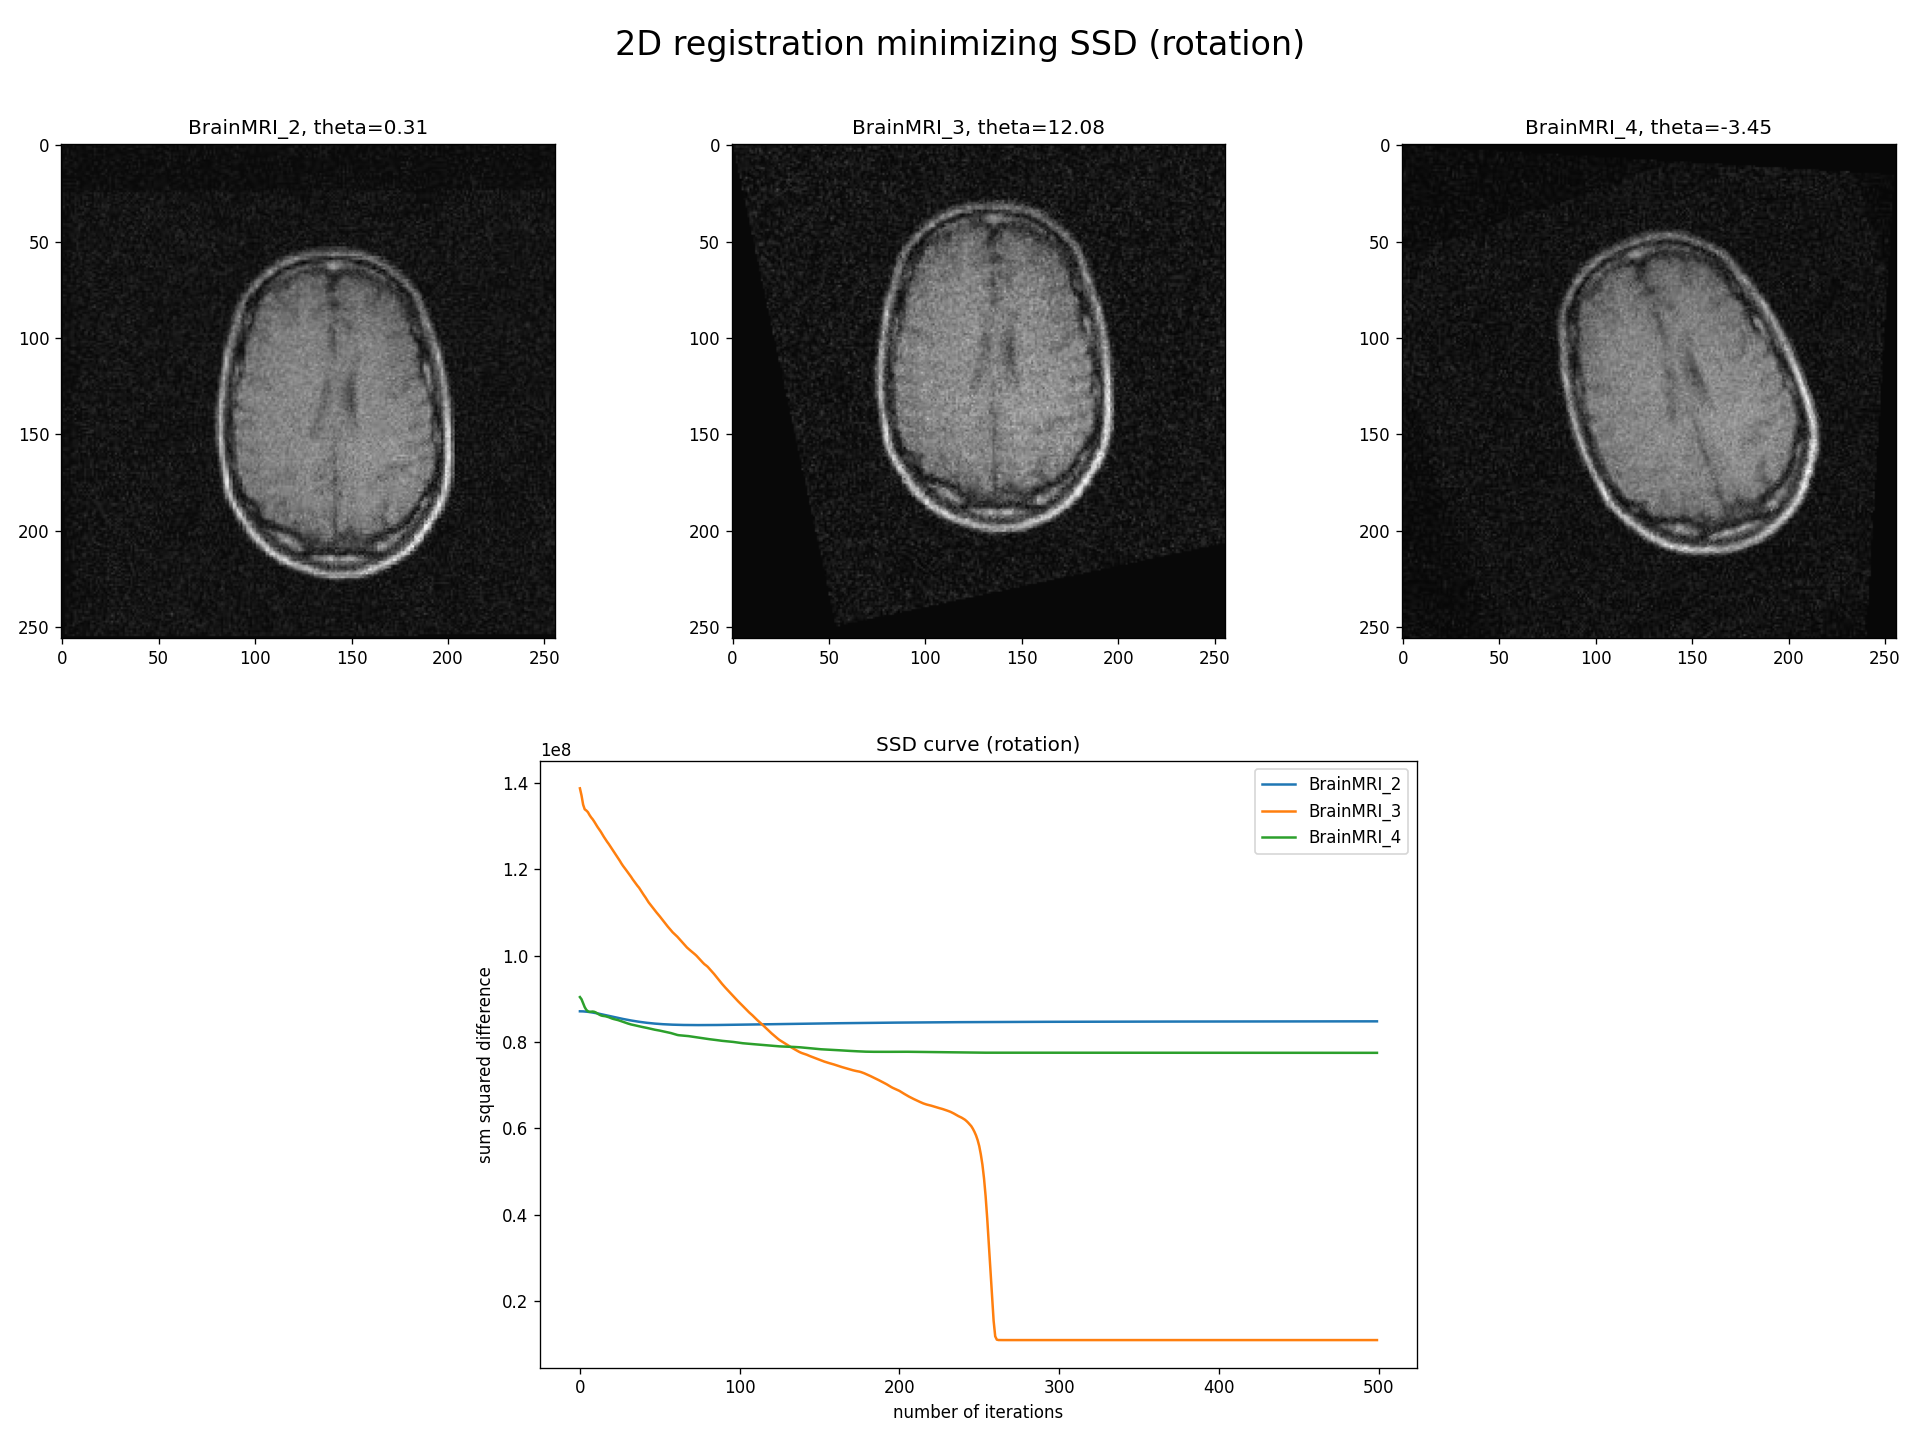 2D registration minimizing SSD (rotation)
BrainMRI_2, theta=0.31
0
50
100
150
200
250
0 50 100 150 200 250
BrainMRI_3, theta=12.08
0
50
100
150
200
250
0 50 100 150 200 250
BrainMRI_4, theta=-3.45
0
50
100
150
200
250
0 50 100 150 200 250
SSD curve (rotation)
1e8
1.4
1.2
1.0
0.8
0.6
0.4
0.2
sum squared difference
BrainMRI_2
BrainMRI_3
BrainMRI_4
0 100 200 300 400 500
number of iterations